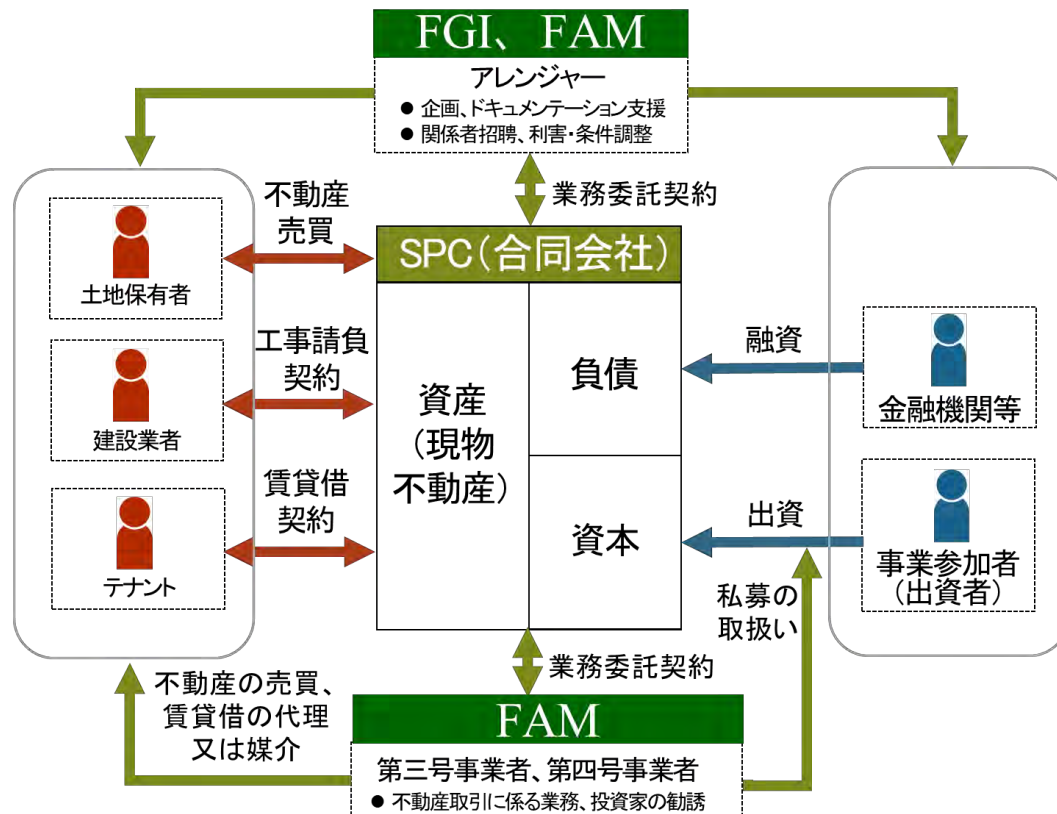 FGI、FAM
アレンジャー
● 企画、ドキュメンテーション支援
● 関係者招聘、利害・条件調整
業務委託契約
不動産
売買
SPC(合同会社)
土地保有者
工事請負
契約
建設業者
賃貸借
契約
テナント
資産
(現物
不動産)
負債
資本
融資
金融機関等
出資
事業参加者
(出資者)
私募の
取扱い
業務委託契約
不動産の売買、
賃貸借の代理
又は媒介
FAM
第三号事業者、第四号事業者
● 不動産取引に係る業務、投資家の勧誘